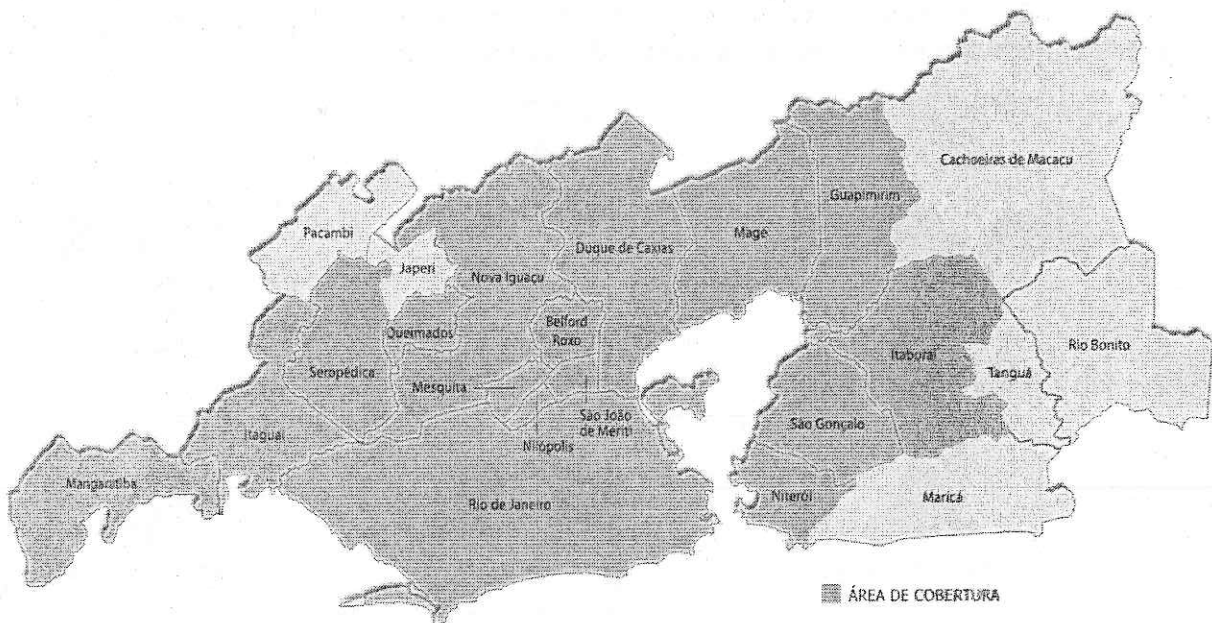 Cachoeiras de Macacu
Guapimirim
Pacambi
Magé
Duque de Caxias
Japeri
Nova Iguaçu
Belford
Roxo
Queimados
Rio Bonito
Itaboraí
Tanguá
Seropédica
Mesquita
São João
de Meriti
São Gonçalo
Itaguaí
Nilópolis
Mangaratiba
Niterói
Maricá
Rio de Janeiro
ÁREA DE COBERTURA